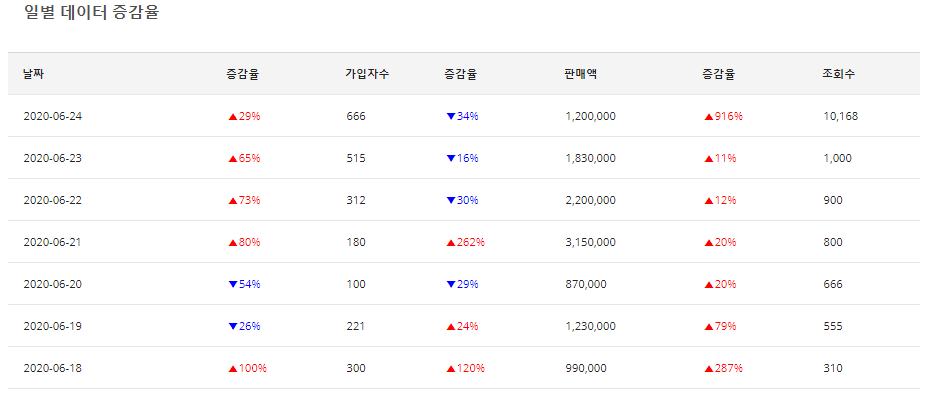 일별 데이터 증감율
날짜 증감율 가입자수 증감율 판매액 증감율 조회수
2020-06-24 ▲29% 666 ▼34% 1,200,000 ▲916% 10,168
2020-06-23 ▲65% 515 ▼16% 1,830,000 ▲11% 1,000
2020-06-22 ▲73% 312 ▼30% 2,200,000 ▲12% 900
2020-06-21 ▲80% 180 ▲262% 3,150,000 ▲20% 800
2020-06-20 ▼54% 100 ▼29% 870,000 ▲20% 666
2020-06-19 ▼26% 221 ▲24% 1,230,000 ▲79% 555
2020-06-18 ▲100% 300 ▲120% 990,000 ▲287% 310